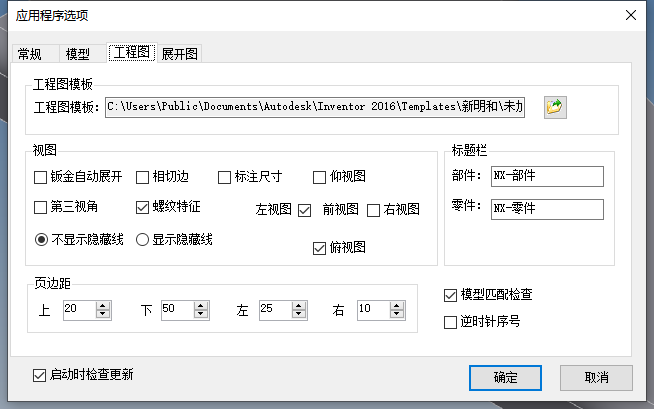 应用程序选项
常规 模型 工程图 展开图
工程图模板
工程图模板: C:\Users\Public\Documents\Autodesk\Inventor 2016\Templates\新明和\未
视图
钣金自动展开 相切边 标注尺寸 仰视图
第三视角 螺纹特征 左视图 前视图 右视图
不显示隐藏线 显示隐藏线 俯视图
标题栏
部件: NX-部件
零件: NX-零件
页边距
上 20 下 50 左 25 右 10
模型匹配检查
逆时针序号
启动时检查更新 确定 取消